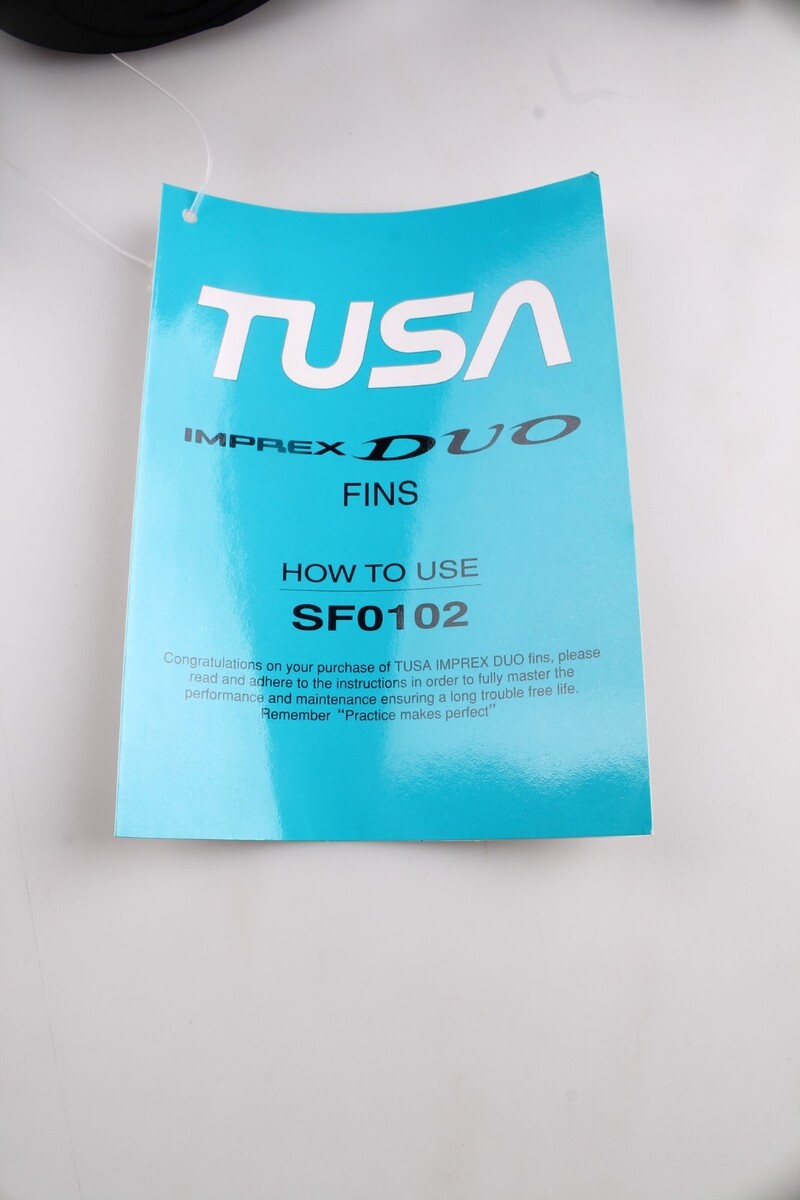 TUSA
IMPREX DUO
FINS
HOW TO USE
SF0102
Congratulations on your purchase of TUSA IMPREX DUO fins, please
read and adhere to the instructions in order to fully master the
performance and maintenance ensuring a long trouble free life.
Remember “Practice makes perfect”